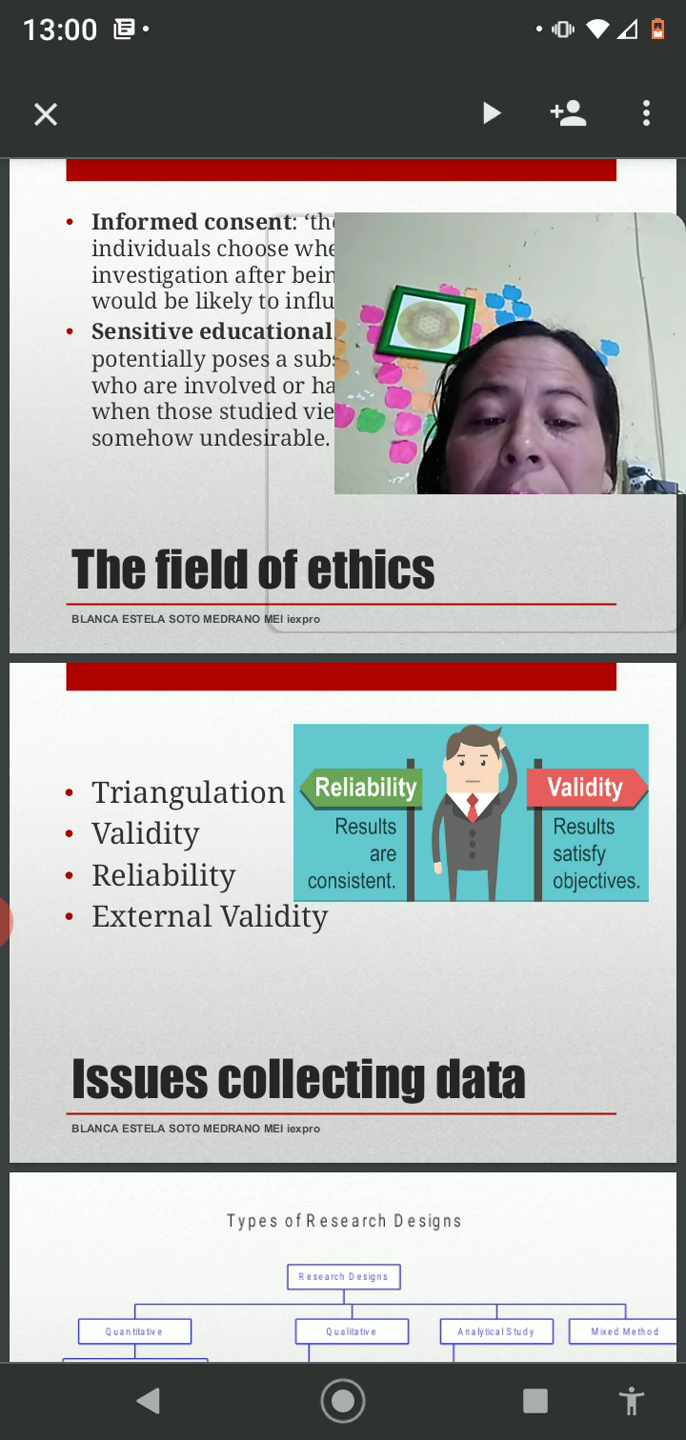 13:00
Informed consent: ‘the
individuals choose whe
investigation after bein
would be likely to influ
Sensitive educational
potentially poses a subs
who are involved or ha
when those studied vie
somehow undesirable.
The field of ethics
BLANCA ESTELA SOTO MEDRANO MEI iexpro
Triangulation
Validity
Reliability
External Validity
Reliability
Results
are
consistent.
Validity
Results
satisfy
objectives.
Issues collecting data
BLANCA ESTELA SOTO MEDRANO MEI iexpro
Types of Research Designs
Research Designs
Quantitative
Qualitative
Analytical Study
Mixed Method